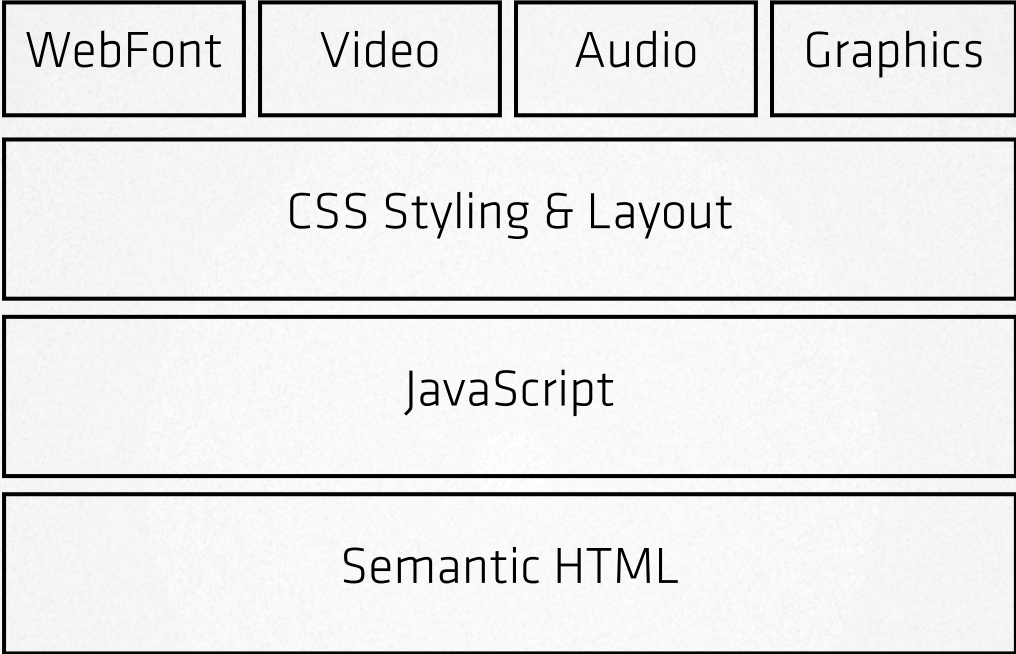 WebFont
Video
Audio
Graphics
CSS Styling & Layout
JavaScript
Semantic HTML